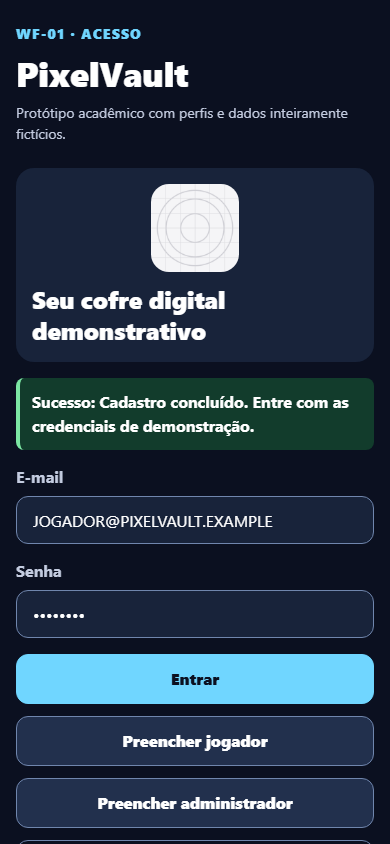 WF-01 · ACESSO
PixelVault
Protótipo acadêmico com perfis e dados inteiramente
fictícios.
Seu cofre digital
demonstrativo
Sucesso: Cadastro concluído. Entre com as
credenciais de demonstração.
E-mail
JOGADOR@PIXELVAULT.EXAMPLE
Senha
••••••••
Entrar
Preencher jogador
Preencher administrador